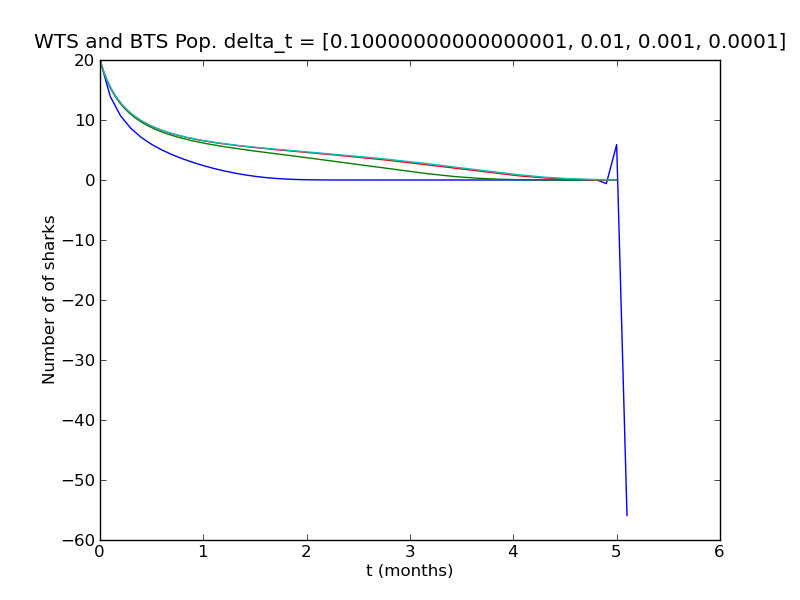 WTS and BTS Pop. delta_t = [0.10000000000000001, 0.01, 0.001, 0.0001]
20
10
0
−10
−20
−30
−40
−50
−60
Number of of sharks
0 1 2 3 4 5 6
t (months)